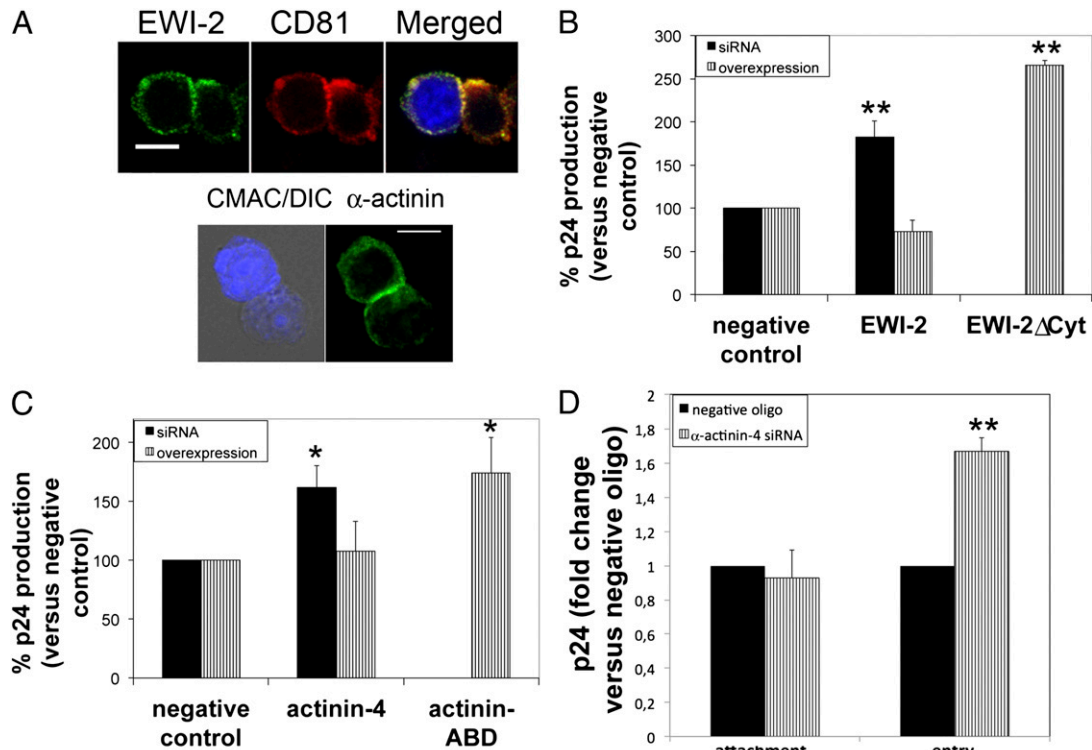 A
EWI-2 CD81 Merged
CMAC/DIC α-actinin
B
% p24 production
(versus negative
control)
300
250
200
150
100
50
0
siRNA
overexpression
**
**
negative
control
EWI-2
EWI-2ΔCyt
C
% p24 production
(versus negative
control)
200
150
100
50
0
siRNA
overexpression
*
*
negative
control
actinin-4
actinin-
ABD
D
p24 (fold change
versus negative oligo)
2
1,8
1,6
1,4
1,2
1
0,8
0,6
0,4
0,2
0
negative oligo
α-actinin-4 siRNA
**
attachment
entry